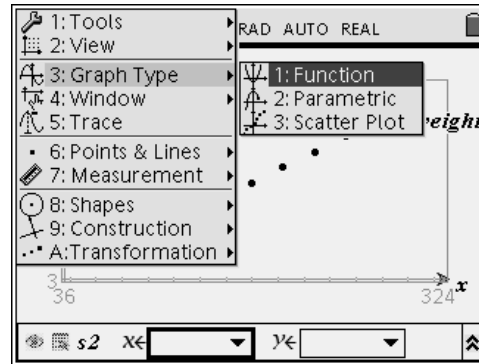 1: Tools
RAD AUTO REAL
2: View
3: Graph Type
1: Function
4: Window
2: Parametric
5: Trace
3: Scatter Plot
6: Points & Lines
7: Measurement
8: Shapes
9: Construction
A:Transformation
3
36
324
x
s2 x← y←